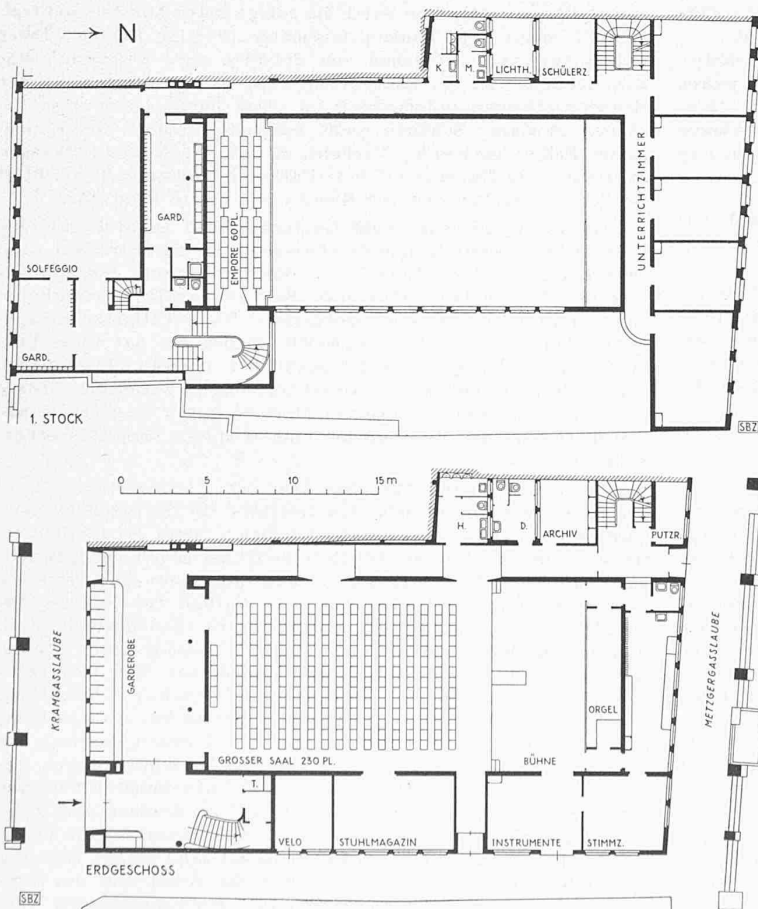 N
K.
M.
LICHTH.
SCHÜLERZ.
GARD.
EMPORE 60 PL.
UNTERRICHTZIMMER
SOLFEGGIO
GARD.
1. STOCK
SBZ
0 5 10 15 m
H.
D.
ARCHIV
PUTZR.
KRAMGASSLAUBE
GARDEROBE
METZGERGASSLAUBE
ORGEL
GROSSER SAAL 230 PL.
BÜHNE
T.
VELO
STUHLMAGAZIN
INSTRUMENTE
STIMMZ.
ERDGESCHOSS
SBZ